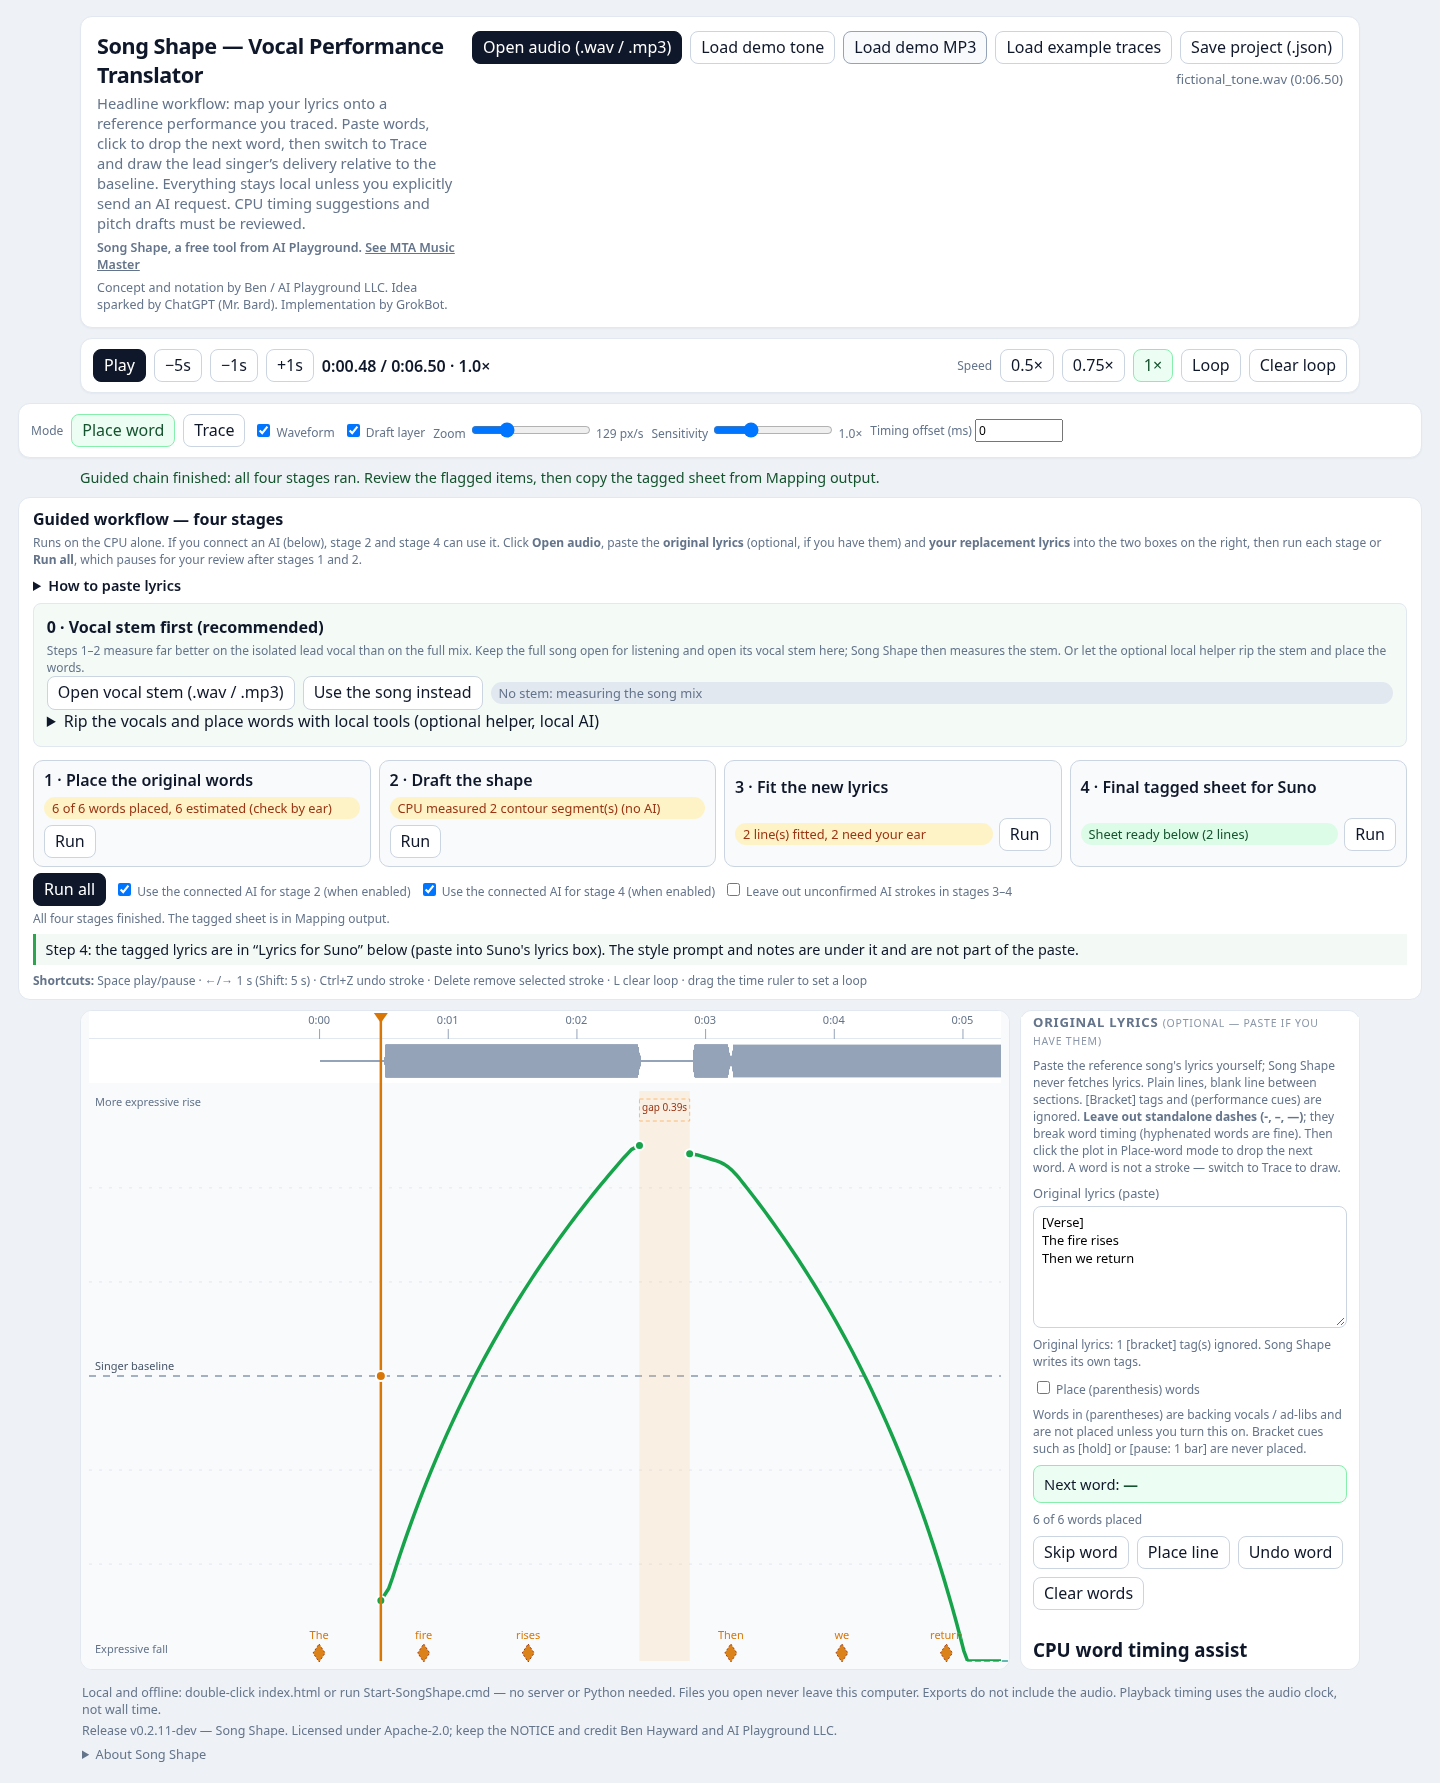 Song Shape — Vocal Performance
Translator
Headline workflow: map your lyrics onto a
reference performance you traced. Paste words,
click to drop the next word, then switch to Trace
and draw the lead singer’s delivery relative to the
baseline. Everything stays local unless you explicitly
send an AI request. CPU timing suggestions and
pitch drafts must be reviewed.
Song Shape, a free tool from AI Playground. See MTA Music
Master
Concept and notation by Ben / AI Playground LLC. Idea
sparked by ChatGPT (Mr. Bard). Implementation by GrokBot.
Open audio (.wav / .mp3) Load demo tone Load demo MP3 Load example traces Save project (.json)
fictional_tone.wav (0:06.50)
Play −5s −1s +1s 0:00.48 / 0:06.50 · 1.0× Speed 0.5× 0.75× 1× Loop Clear loop
Mode Place word Trace Waveform Draft layer Zoom 129 px/s Sensitivity 1.0× Timing offset (ms) 0
Guided chain finished: all four stages ran. Review the flagged items, then copy the tagged sheet from Mapping output.
Guided workflow — four stages
Runs on the CPU alone. If you connect an AI (below), stage 2 and stage 4 can use it. Click Open audio, paste the original lyrics (optional, if you have them) and your replacement lyrics into the two boxes on the right, then run each stage or
Run all, which pauses for your review after stages 1 and 2.
▶ How to paste lyrics
0 · Vocal stem first (recommended)
Steps 1–2 measure far better on the isolated lead vocal than on the full mix. Keep the full song open for listening and open its vocal stem here; Song Shape then measures the stem. Or let the optional local helper rip the stem and place the
words.
Open vocal stem (.wav / .mp3) Use the song instead No stem: measuring the song mix
▶ Rip the vocals and place words with local tools (optional helper, local AI)
1 · Place the original words
6 of 6 words placed, 6 estimated (check by ear)
Run
2 · Draft the shape
CPU measured 2 contour segment(s) (no AI)
Run
3 · Fit the new lyrics
2 line(s) fitted, 2 need your ear Run
4 · Final tagged sheet for Suno
Sheet ready below (2 lines) Run
Run all Use the connected AI for stage 2 (when enabled) Use the connected AI for stage 4 (when enabled) Leave out unconfirmed AI strokes in stages 3–4
All four stages finished. The tagged sheet is in Mapping output.
Step 4: the tagged lyrics are in “Lyrics for Suno” below (paste into Suno's lyrics box). The style prompt and notes are under it and are not part of the paste.
Shortcuts: Space play/pause · ←/→ 1 s (Shift: 5 s) · Ctrl+Z undo stroke · Delete remove selected stroke · L clear loop · drag the time ruler to set a loop
0:00 0:01 0:02 0:03 0:04 0:05
More expressive rise
gap 0.39s
Singer baseline
The fire rises Then we return
Expressive fall
ORIGINAL LYRICS (OPTIONAL — PASTE IF YOU
HAVE THEM)
Paste the reference song's lyrics yourself; Song Shape
never fetches lyrics. Plain lines, blank line between
sections. [Bracket] tags and (performance cues) are
ignored. Leave out standalone dashes (-, –, —); they
break word timing (hyphenated words are fine). Then
click the plot in Place-word mode to drop the next
word. A word is not a stroke — switch to Trace to draw.
Original lyrics (paste)
[Verse]
The fire rises
Then we return
Original lyrics: 1 [bracket] tag(s) ignored. Song Shape
writes its own tags.
Place (parenthesis) words
Words in (parentheses) are backing vocals / ad-libs and
are not placed unless you turn this on. Bracket cues
such as [hold] or [pause: 1 bar] are never placed.
Next word: —
6 of 6 words placed
Skip word Place line Undo word
Clear words
CPU word timing assist
Local and offline: double-click index.html or run Start-SongShape.cmd — no server or Python needed. Files you open never leave this computer. Exports do not include the audio. Playback timing uses the audio clock,
not wall time.
Release v0.2.11-dev — Song Shape. Licensed under Apache-2.0; keep the NOTICE and credit Ben Hayward and AI Playground LLC.
▶ About Song Shape